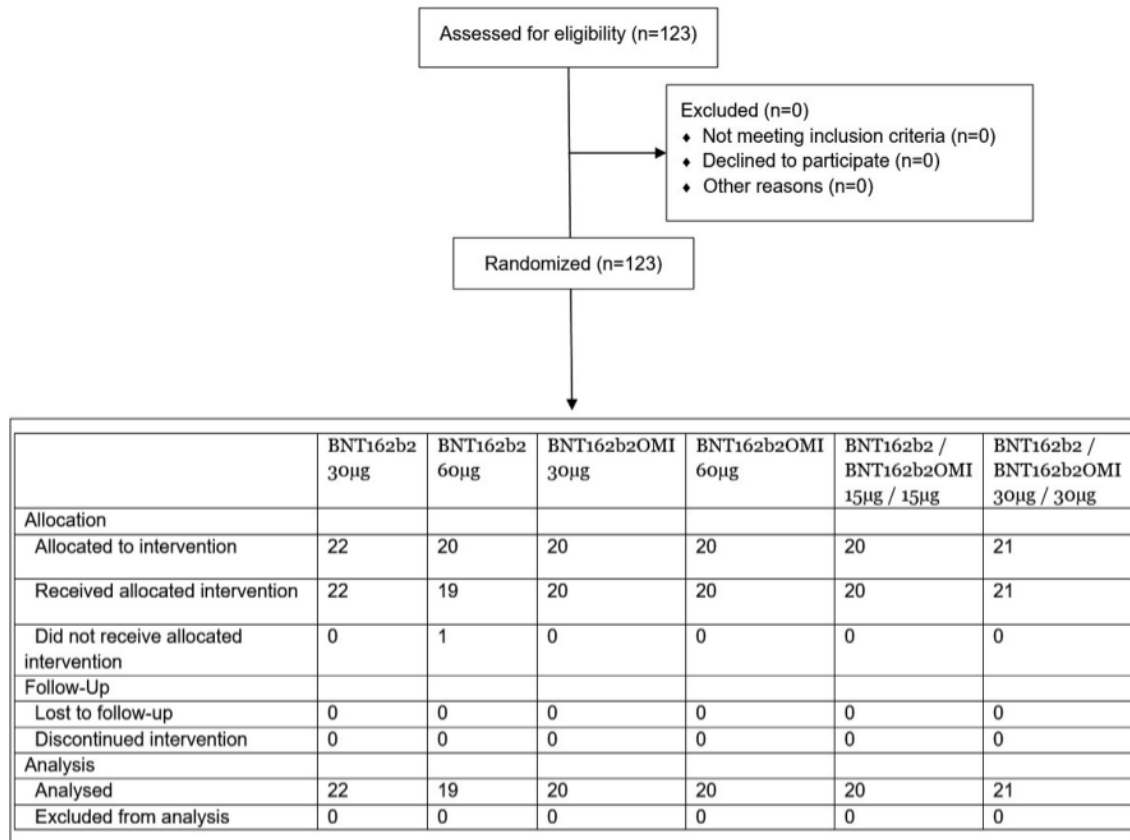 Assessed for eligibility (n=123)
Excluded (n=0)
♦ Not meeting inclusion criteria (n=0)
♦ Declined to participate (n=0)
♦ Other reasons (n=0)
Randomized (n=123)
BNT162b2 30µg BNT162b2 60µg BNT162b2OMI 30µg BNT162b2OMI 60µg BNT162b2 / BNT162b2OMI 15µg / 15µg BNT162b2 / BNT162b2OMI 30µg / 30µg
Allocation
Allocated to intervention 22 20 20 20 20 21
Received allocated intervention 22 19 20 20 20 21
Did not receive allocated intervention 0 1 0 0 0 0
Follow-Up
Lost to follow-up 0 0 0 0 0 0
Discontinued intervention 0 0 0 0 0 0
Analysis
Analysed 22 19 20 20 20 21
Excluded from analysis 0 0 0 0 0 0